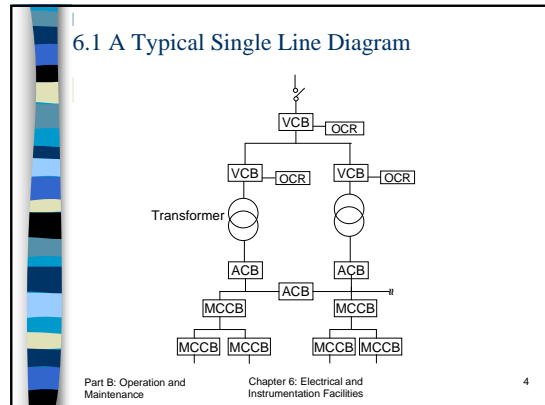 6.1 A Typical Single Line Diagram
VCB
OCR
VCB
OCR
VCB
OCR
Transformer
ACB
ACB
ACB
MCCB
MCCB
MCCB
MCCB
MCCB
MCCB
Part B: Operation and
Maintenance
Chapter 6: Electrical and
Instrumentation Facilities
4